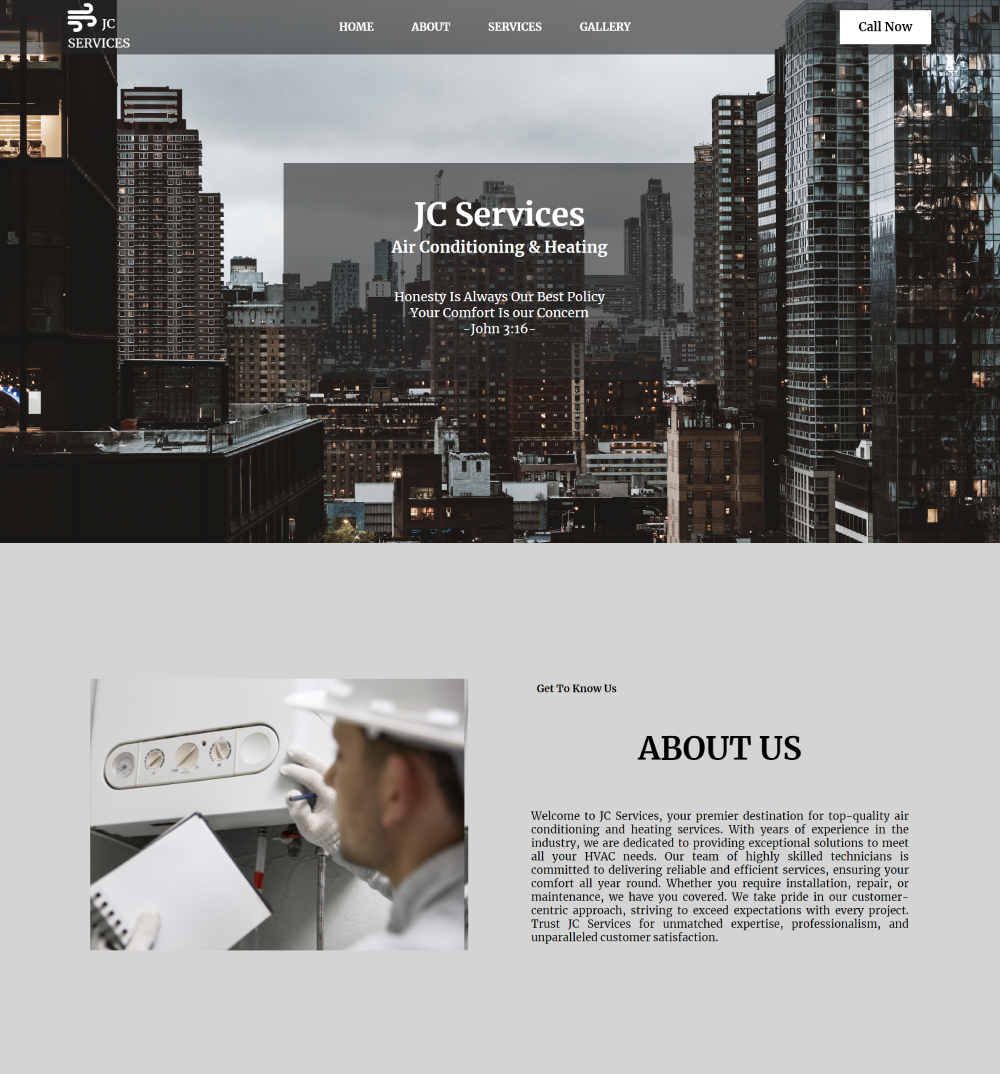 JC
SERVICES
HOME ABOUT SERVICES GALLERY
Call Now
JC Services
Air Conditioning & Heating
Honesty Is Always Our Best Policy
Your Comfort Is our Concern
-John 3:16-
Get To Know Us
ABOUT US
Welcome to JC Services, your premier destination for top-quality air
conditioning and heating services. With years of experience in the
industry, we are dedicated to providing exceptional solutions to meet
all your HVAC needs. Our team of highly skilled technicians is
committed to delivering reliable and efficient services, ensuring your
comfort all year round. Whether you require installation, repair, or
maintenance, we have you covered. We take pride in our customer-
centric approach, striving to exceed expectations with every project.
Trust JC Services for unmatched expertise, professionalism, and
unparalleled customer satisfaction.